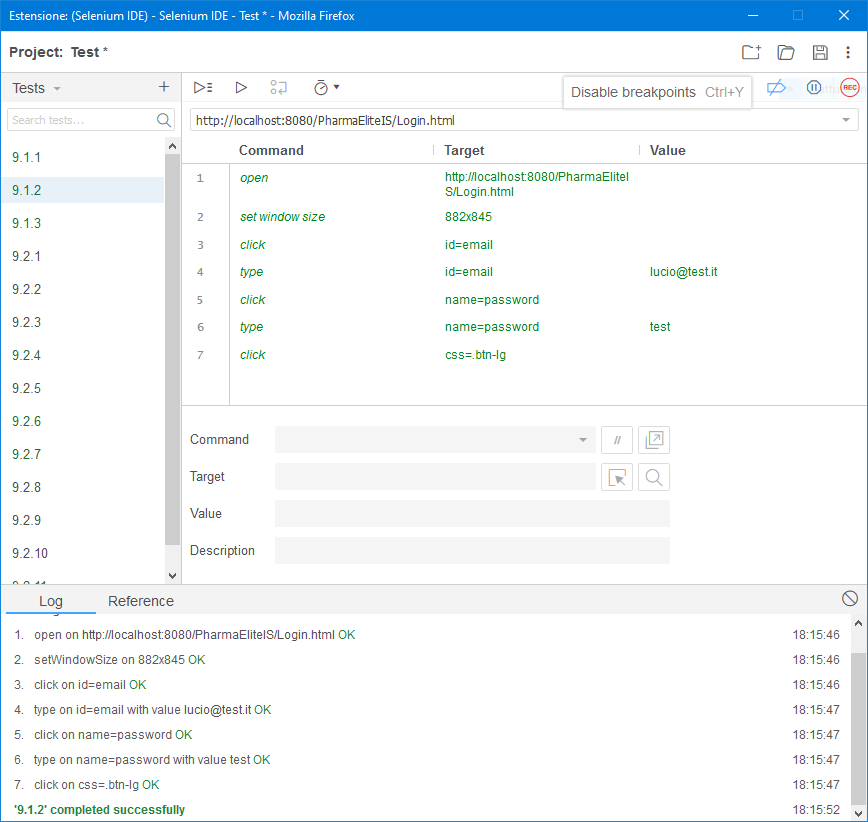 Estensione: (Selenium IDE) - Selenium IDE - Test * - Mozilla Firefox
Project: Test *
Tests
Search tests...
9.1.1
9.1.2
9.1.3
9.2.1
9.2.2
9.2.3
9.2.4
9.2.5
9.2.6
9.2.7
9.2.8
9.2.9
9.2.10
9.2.11
Disable breakpoints Ctrl+Y
REC
http://localhost:8080/PharmaEliteIS/Login.html
Command Target Value
1 open http://localhost:8080/PharmaEliteI
S/Login.html
2 set window size 882x845
3 click id=email
4 type id=email lucio@test.it
5 click name=password
6 type name=password test
7 click css=.btn-lg
Command //
Target
Value
Description
Log Reference
1. open on http://localhost:8080/PharmaEliteIS/Login.html OK 18:15:46
2. setWindowSize on 882x845 OK 18:15:46
3. click on id=email OK 18:15:46
4. type on id=email with value lucio@test.it OK 18:15:47
5. click on name=password OK 18:15:47
6. type on name=password with value test OK 18:15:47
7. click on css=.btn-lg OK 18:15:47
'9.1.2' completed successfully 18:15:52